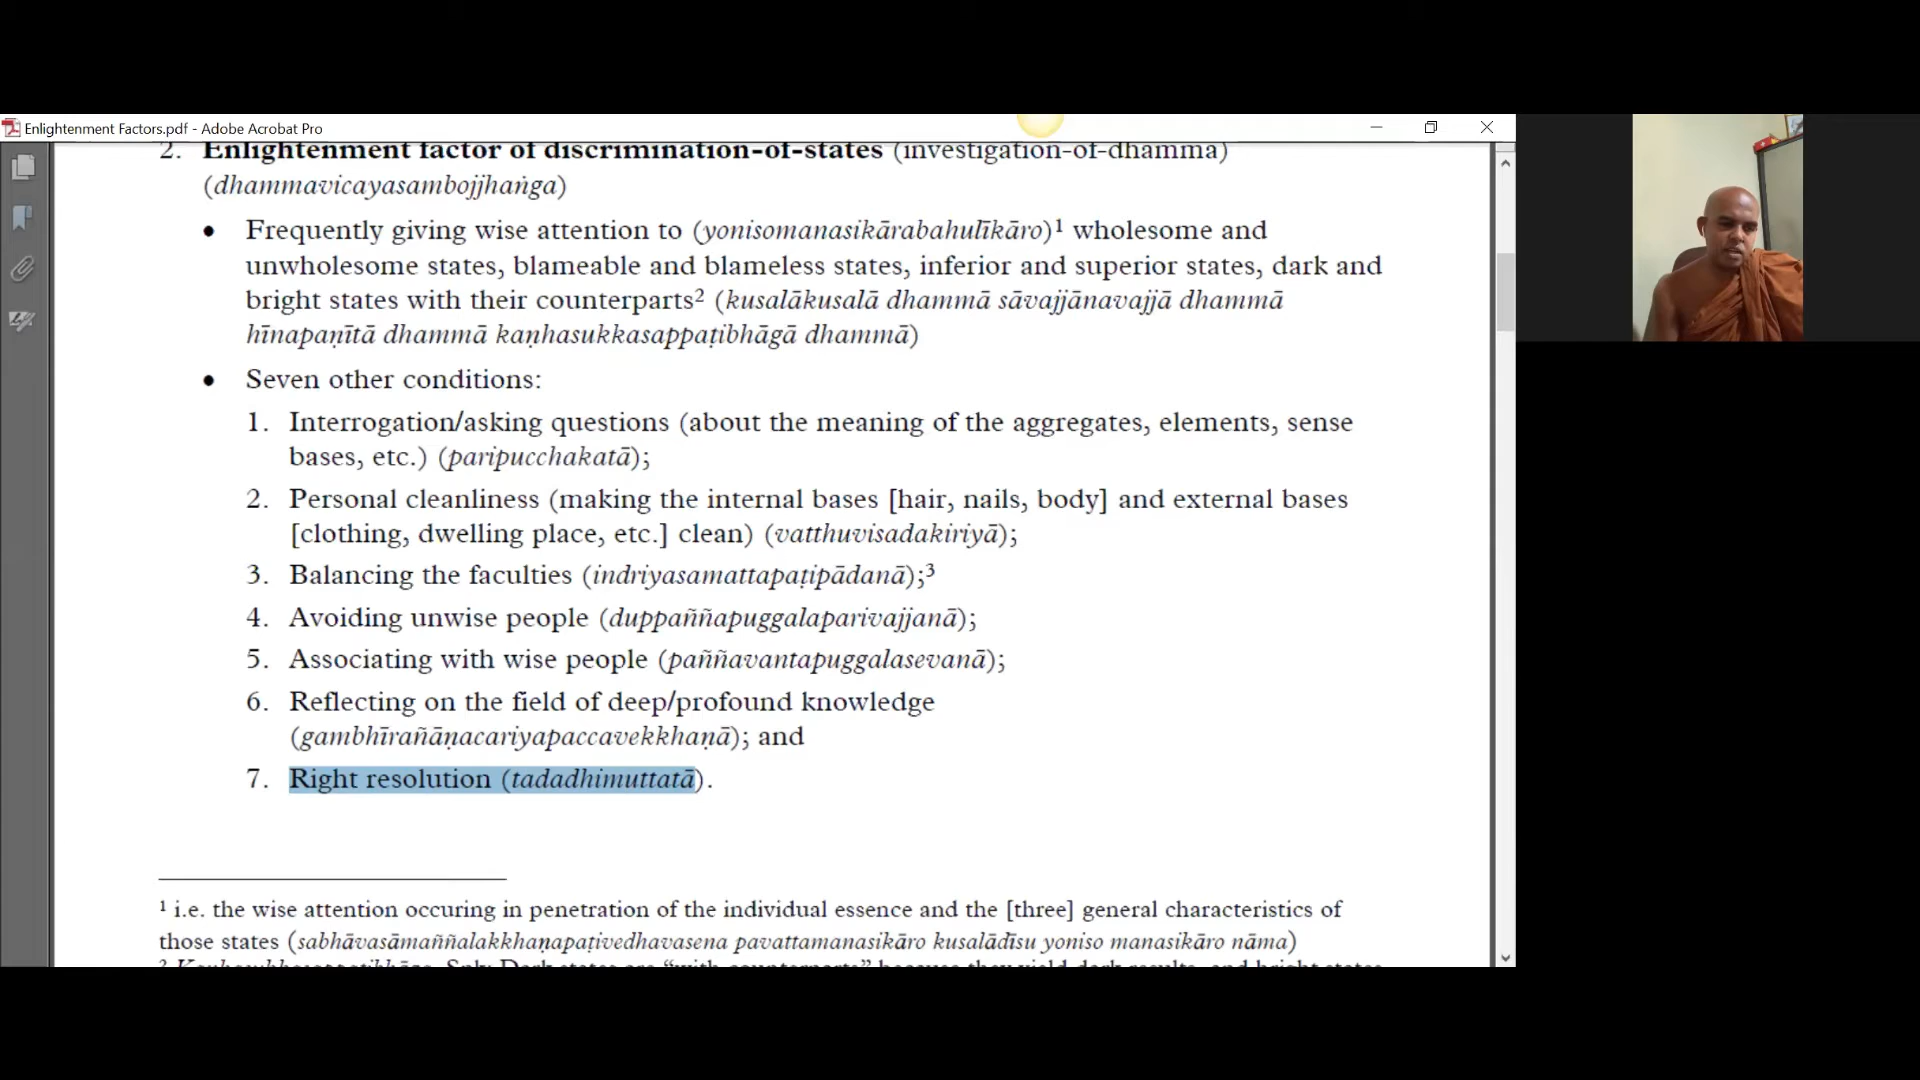 Enlightenment Factors.pdf - Adobe Acrobat Pro
2. Enlightenment factor of discrimination-of-states (investigation-of-dhamma)
(dhammavicayasambojjhaṅga)
• Frequently giving wise attention to (yonisomanasikārabahulīkāro)¹ wholesome and
unwholesome states, blameable and blameless states, inferior and superior states, dark and
bright states with their counterparts² (kusalākusalā dhammā sāvajjānavajjā dhammā
hīnapaṇītā dhammā kaṇhasukkasappaṭibhāgā dhammā)
• Seven other conditions:
1. Interrogation/asking questions (about the meaning of the aggregates, elements, sense
bases, etc.) (paripucchakatā);
2. Personal cleanliness (making the internal bases [hair, nails, body] and external bases
[clothing, dwelling place, etc.] clean) (vatthuvisadakiriyā);
3. Balancing the faculties (indriyasamattapaṭipādanā);³
4. Avoiding unwise people (duppaññapuggalaparivajjanā);
5. Associating with wise people (paññavantapuggalasevanā);
6. Reflecting on the field of deep/profound knowledge
(gambhīrañāṇacariyapaccavekkhaṇā); and
7. Right resolution (tadadhimuttatā).
¹ i.e. the wise attention occuring in penetration of the individual essence and the [three] general characteristics of
those states (sabhāvasāmaññalakkhaṇapaṭivedhavasena pavattamanasikāro kusalādīsu yoniso manasikāro nāma)